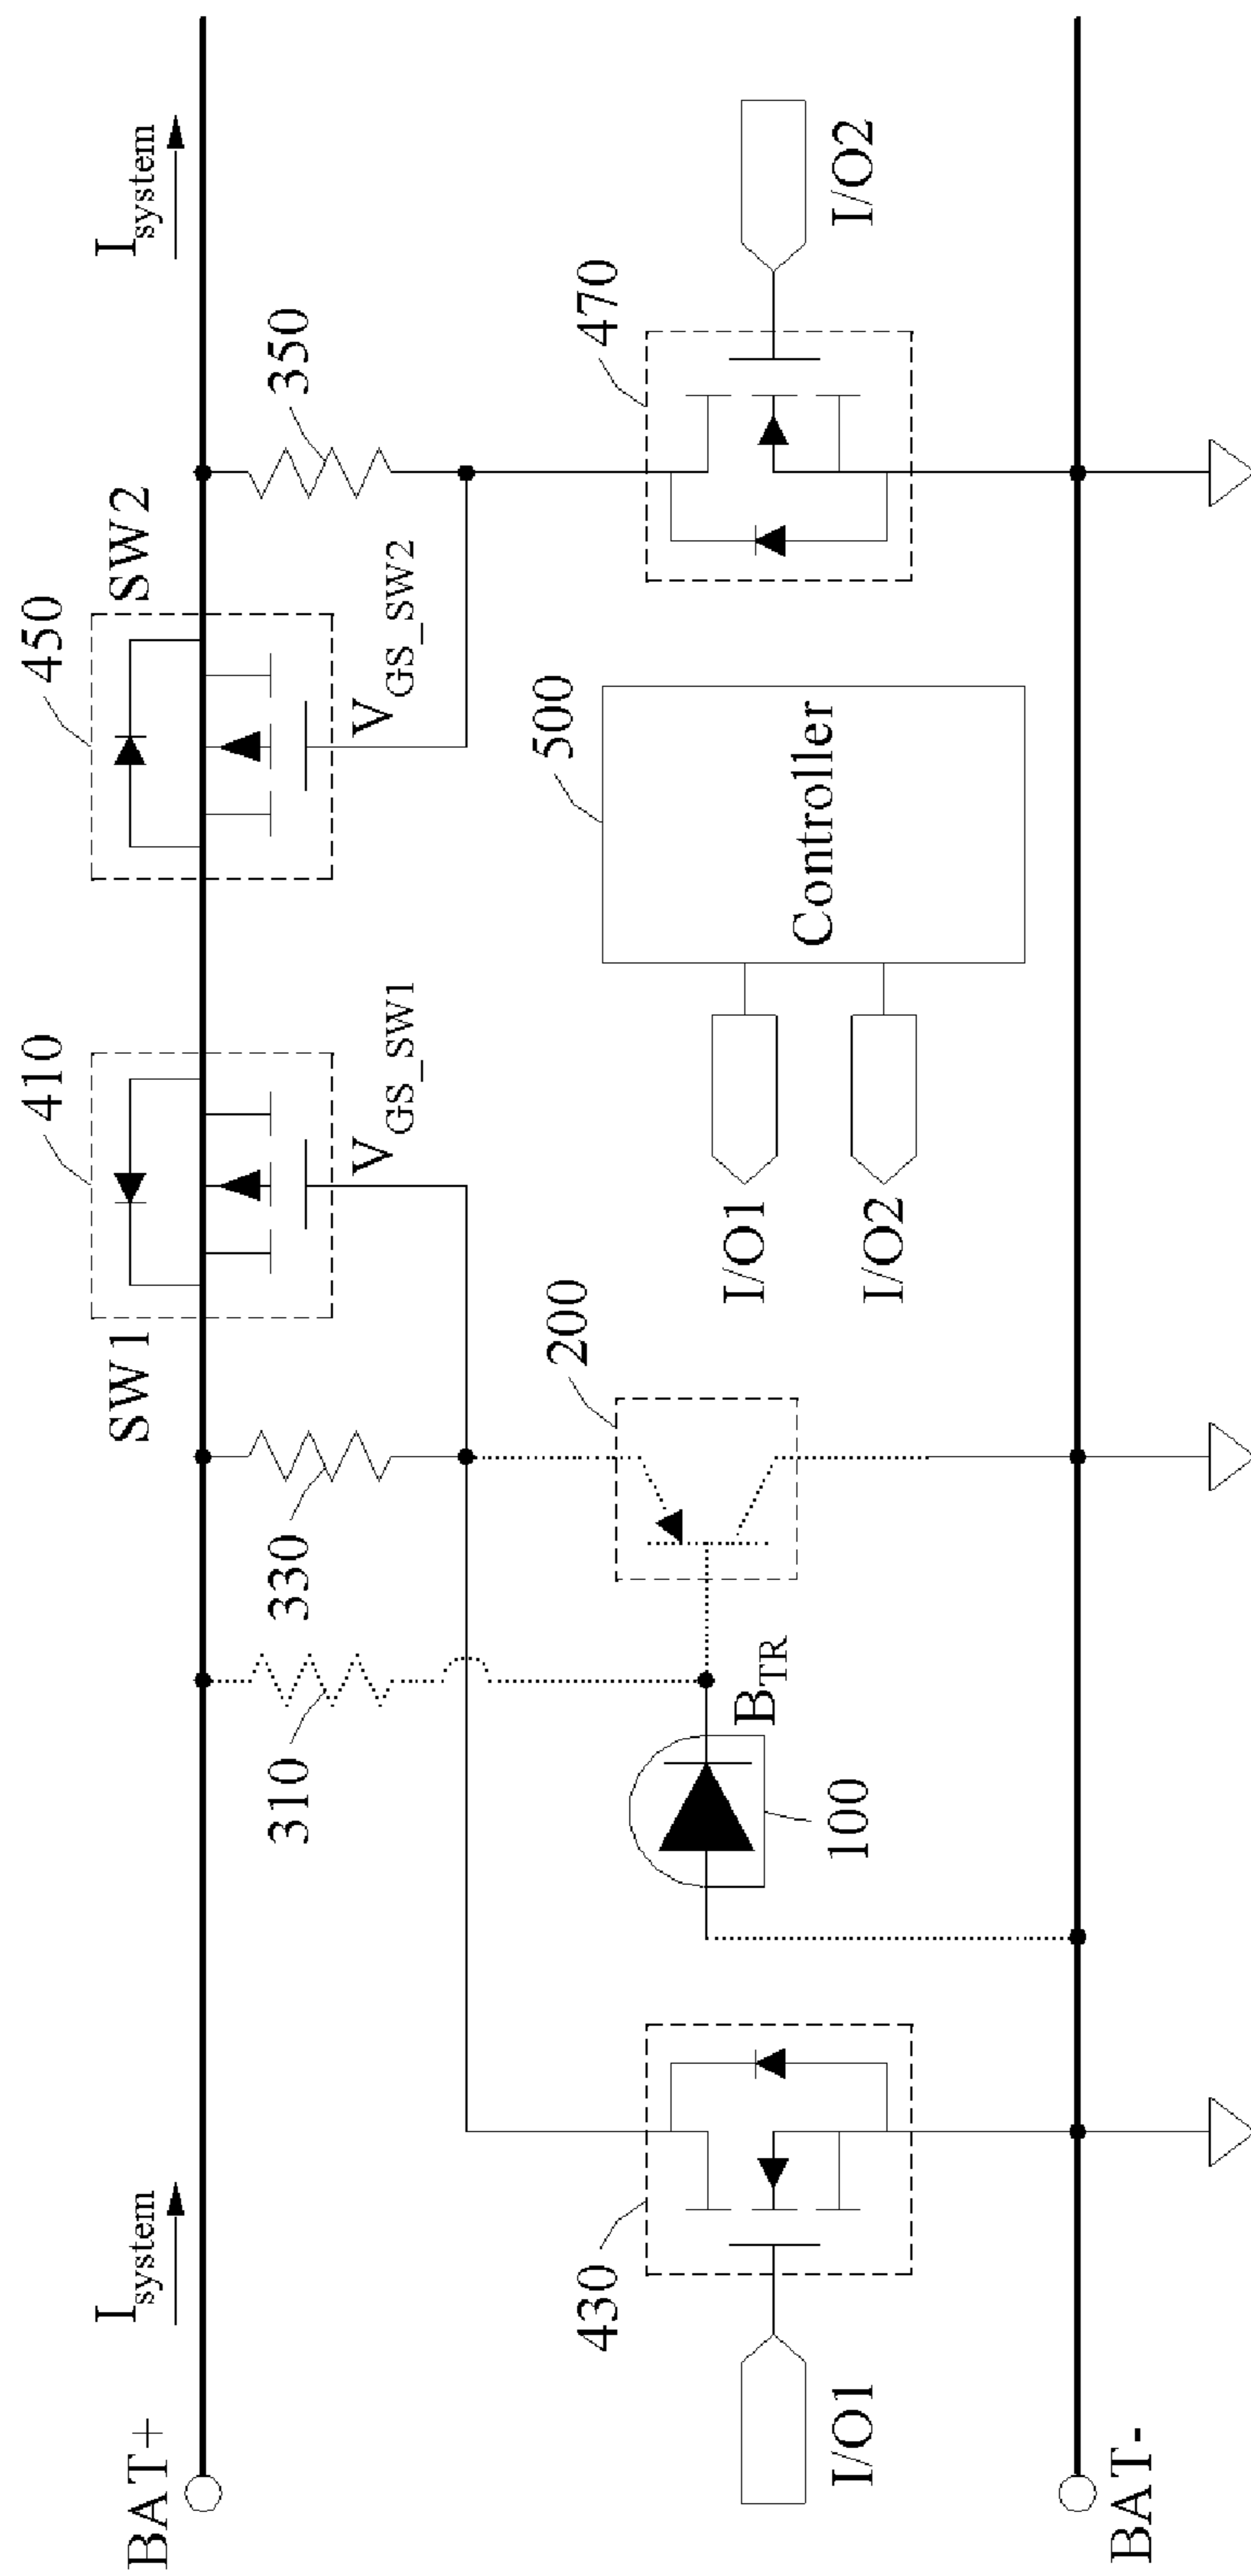 I_system
I_system
450
SW2
410
SW1
BAT+
350
V_GS_SW2
V_GS_SW1
330
310
470
I/O2
500
Controller
I/O1
I/O2
200
B_TR
100
430
I/O1
BAT-